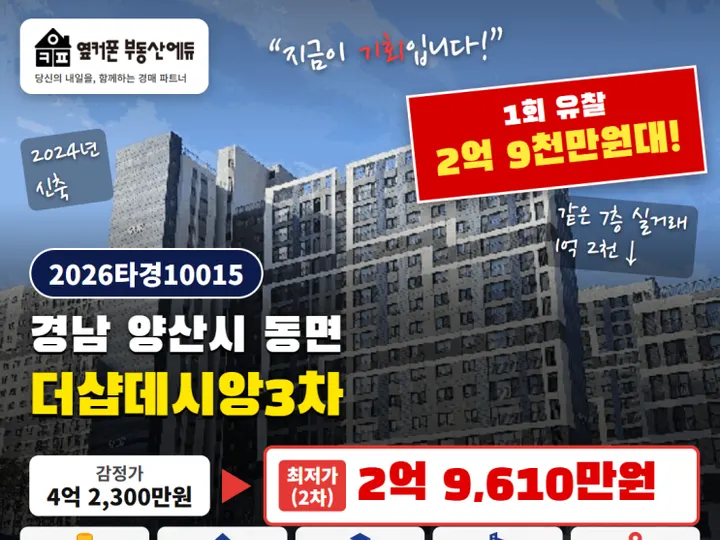 옆커폰 부동산에듀
당신의 내일을, 함께하는 경매 파트너
“지금이 기회입니다!”
1회 유찰
2억 9천만원대!
2024년
신축
같은 7층 실거래
1억 2천↓
2026타경10015
경남 양산시 동면
더샵데시앙3차
감정가
4억 2,300만원
최저가
(2차)
2억 9,610만원